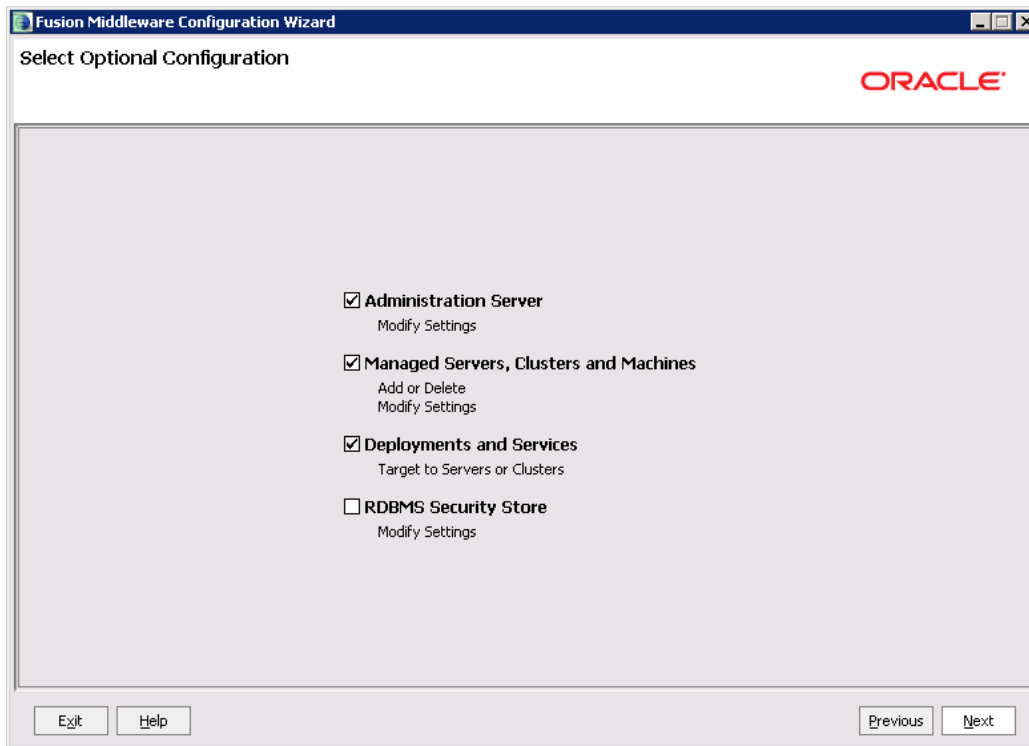 Fusion Middleware Configuration Wizard
Select Optional Configuration
ORACLE
Administration Server
Modify Settings
Managed Servers, Clusters and Machines
Add or Delete
Modify Settings
Deployments and Services
Target to Servers or Clusters
RDBMS Security Store
Modify Settings
Exit Help Previous Next